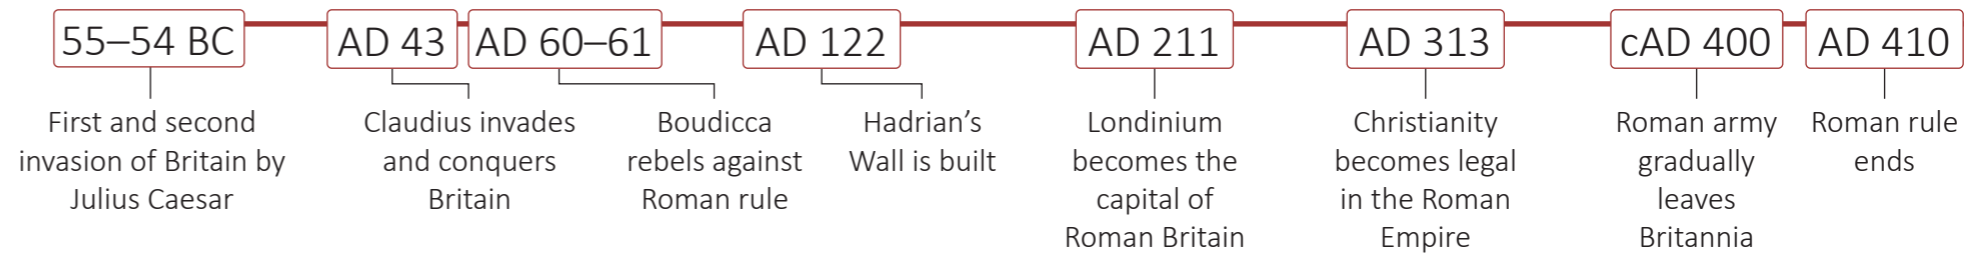 55–54 BC
First and second
invasion of Britain by
Julius Caesar
AD 43
Claudius invades
and conquers
Britain
AD 60–61
Boudicca
rebels against
Roman rule
AD 122
Hadrian’s
Wall is built
AD 211
Londinium
becomes the
capital of
Roman Britain
AD 313
Christianity
becomes legal
in the Roman
Empire
cAD 400
Roman army
gradually
leaves
Britannia
AD 410
Roman rule
ends